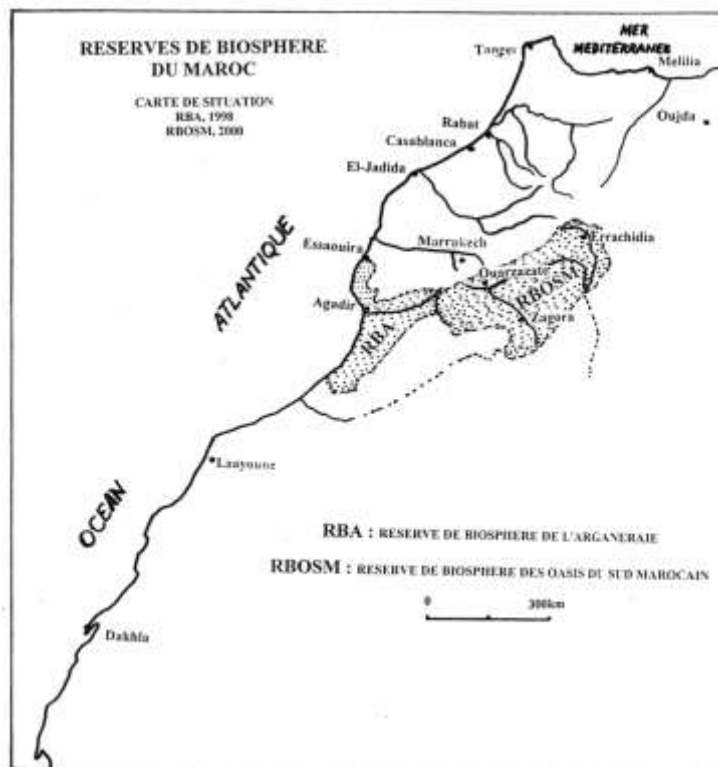 RESERVES DE BIOSPHERE
DU MAROC
CARTE DE SITUATION
RBA, 1998
RBOSM, 2000
MER
MEDITERRANEE
Tanger
Melilia
Oujda
Rabat
Casablanca
El-Jadida
ATLANTIQUE
Essaouira
Marrakech
Errachidia
Ouarzazate
RBOSM
Agadir
RBA
Zagora
Laayoune
OCEAN
RBA : RESERVE DE BIOSPHERE DE L'ARGANERAIE
RBOSM : RESERVE DE BIOSPHERE DES OASIS DU SUD MAROCAIN
0 300km
Dakhla